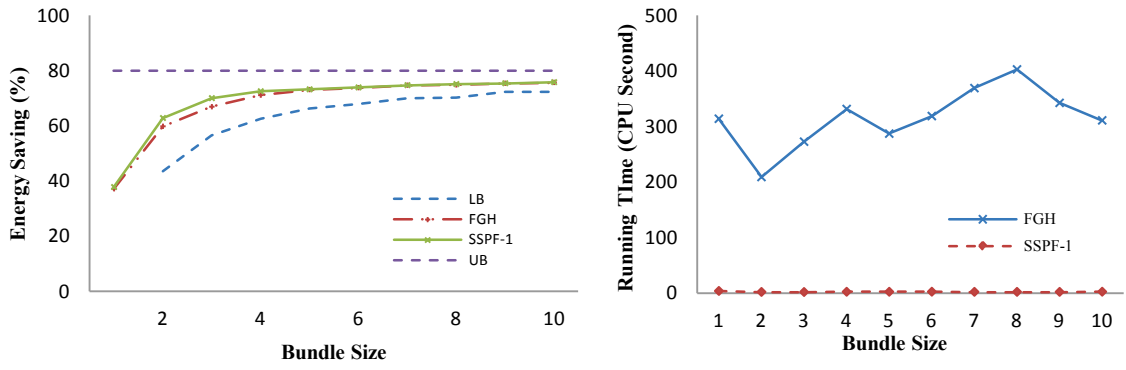 100
80
60
40
20
0
Energy Saving (%)
LB
FGH
SSPF-1
UB
2
4
6
8
10
Bundle Size
500
400
300
200
100
0
Running TIme (CPU Second)
FGH
SSPF-1
1
2
3
4
5
6
7
8
9
10
Bundle Size